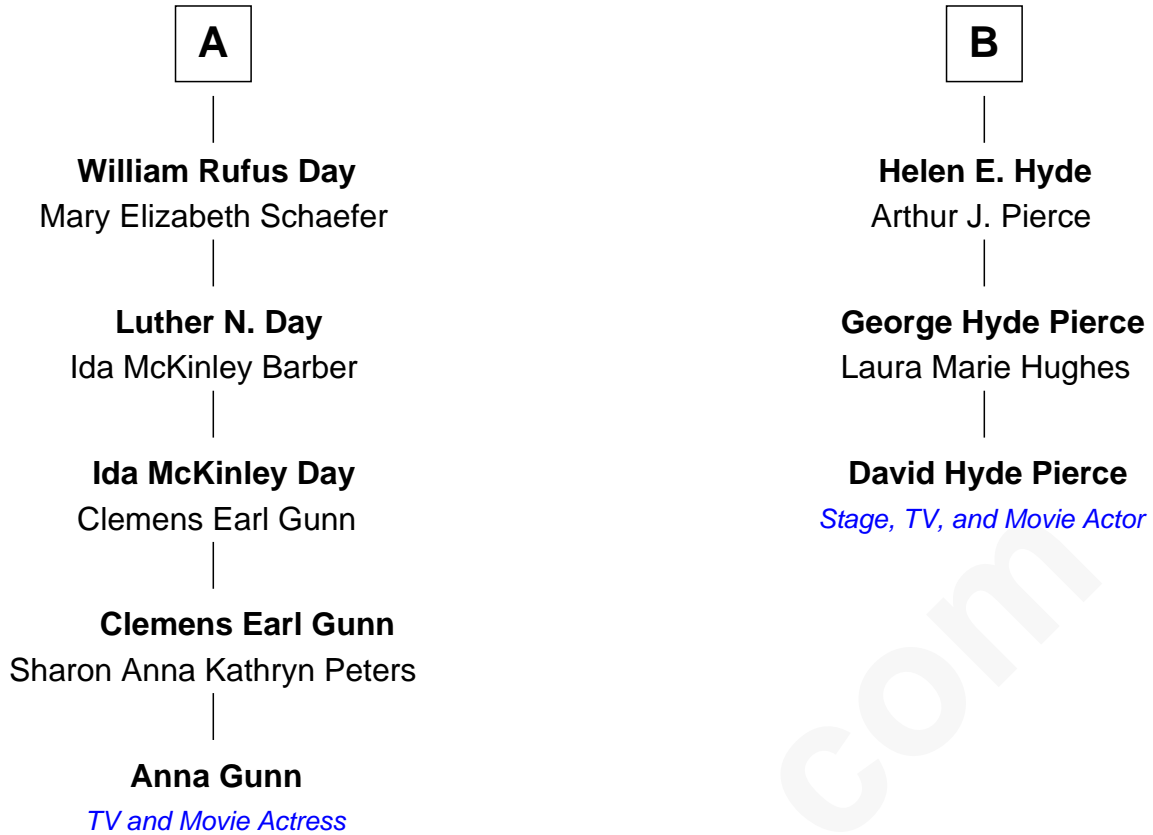 A
William Rufus Day
Mary Elizabeth Schaefer
Luther N. Day
Ida McKinley Barber
Ida McKinley Day
Clemens Earl Gunn
Clemens Earl Gunn
Sharon Anna Kathryn Peters
Anna Gunn
TV and Movie Actress
B
Helen E. Hyde
Arthur J. Pierce
George Hyde Pierce
Laura Marie Hughes
David Hyde Pierce
Stage, TV, and Movie Actor
com